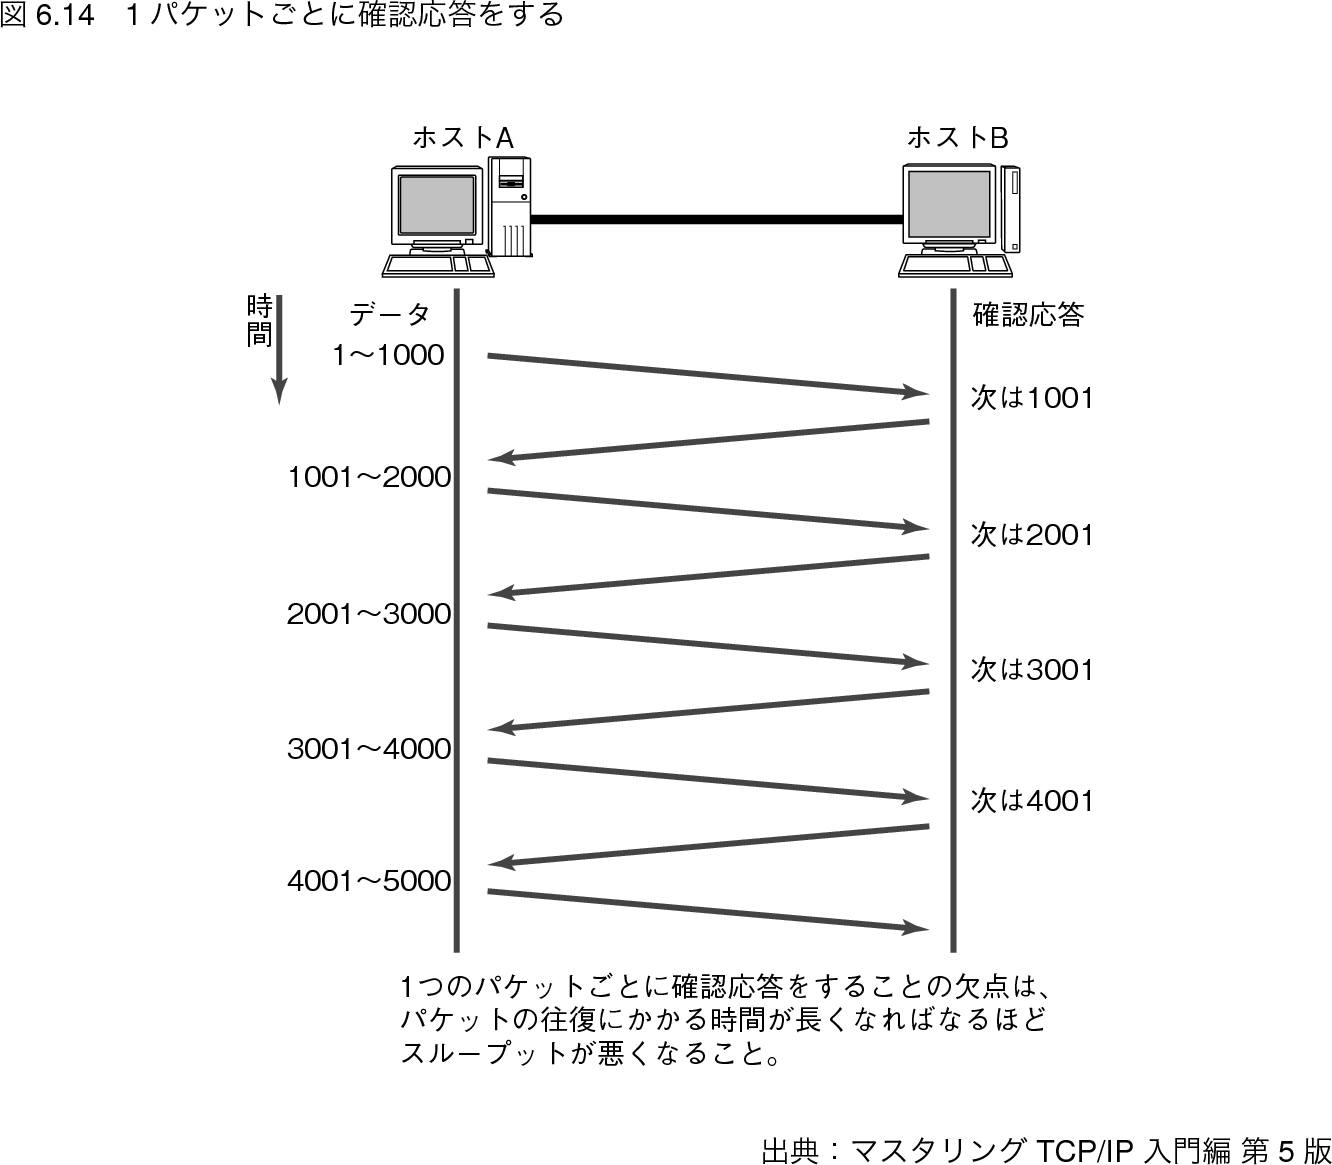 図 6.14　1 パケットごとに確認応答をする
ホストA
ホストB
時間
データ
確認応答
1〜1000
次は1001
1001〜2000
次は2001
2001〜3000
次は3001
3001〜4000
次は4001
4001〜5000
1つのパケットごとに確認応答をすることの欠点は、
パケットの往復にかかる時間が長くなればなるほど
スループットが悪くなること。
出典：マスタリング TCP/IP 入門編 第 5 版